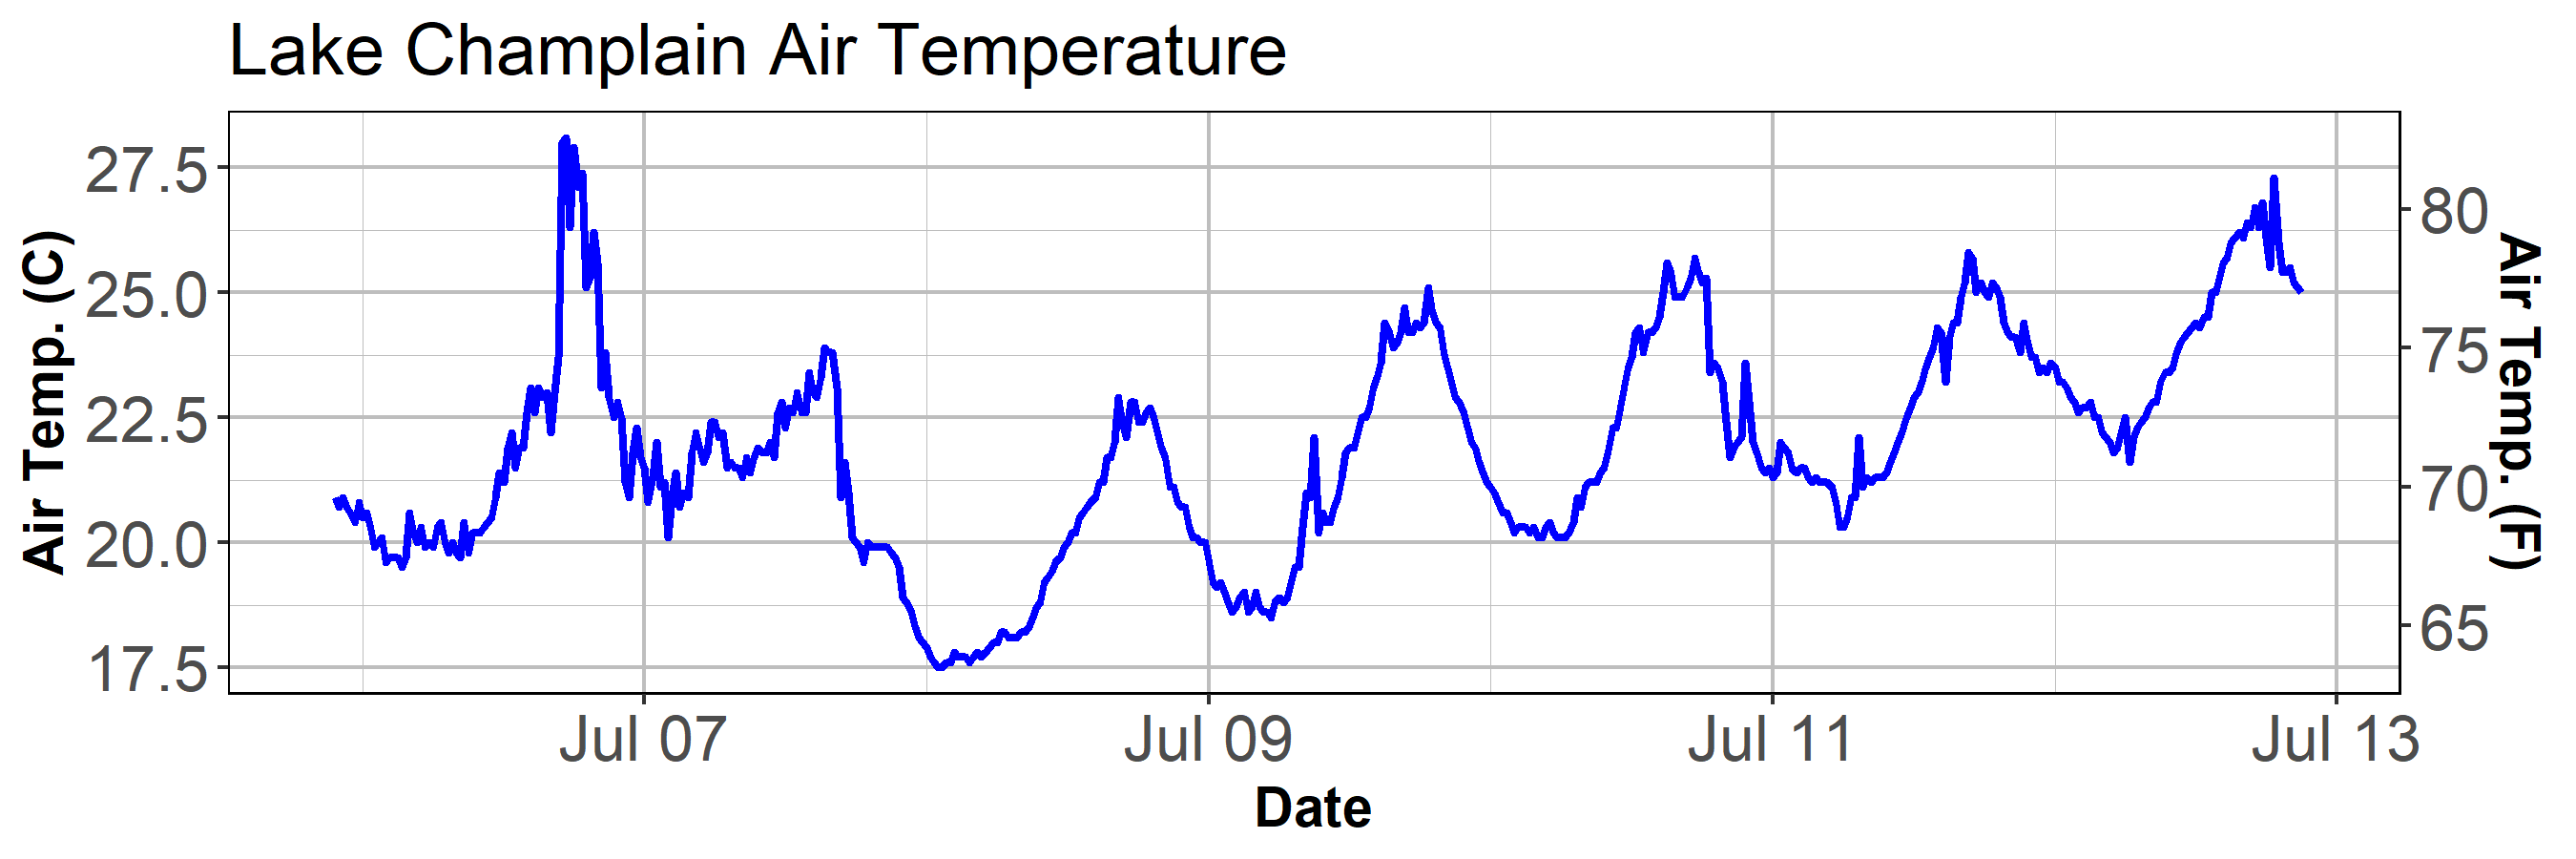 Lake Champlain Air Temperature
Air Temp. (C)
27.5
25.0
22.5
20.0
17.5
80
75
70
65
Air Temp. (F)
Jul 07 Jul 09 Jul 11 Jul 13
Date